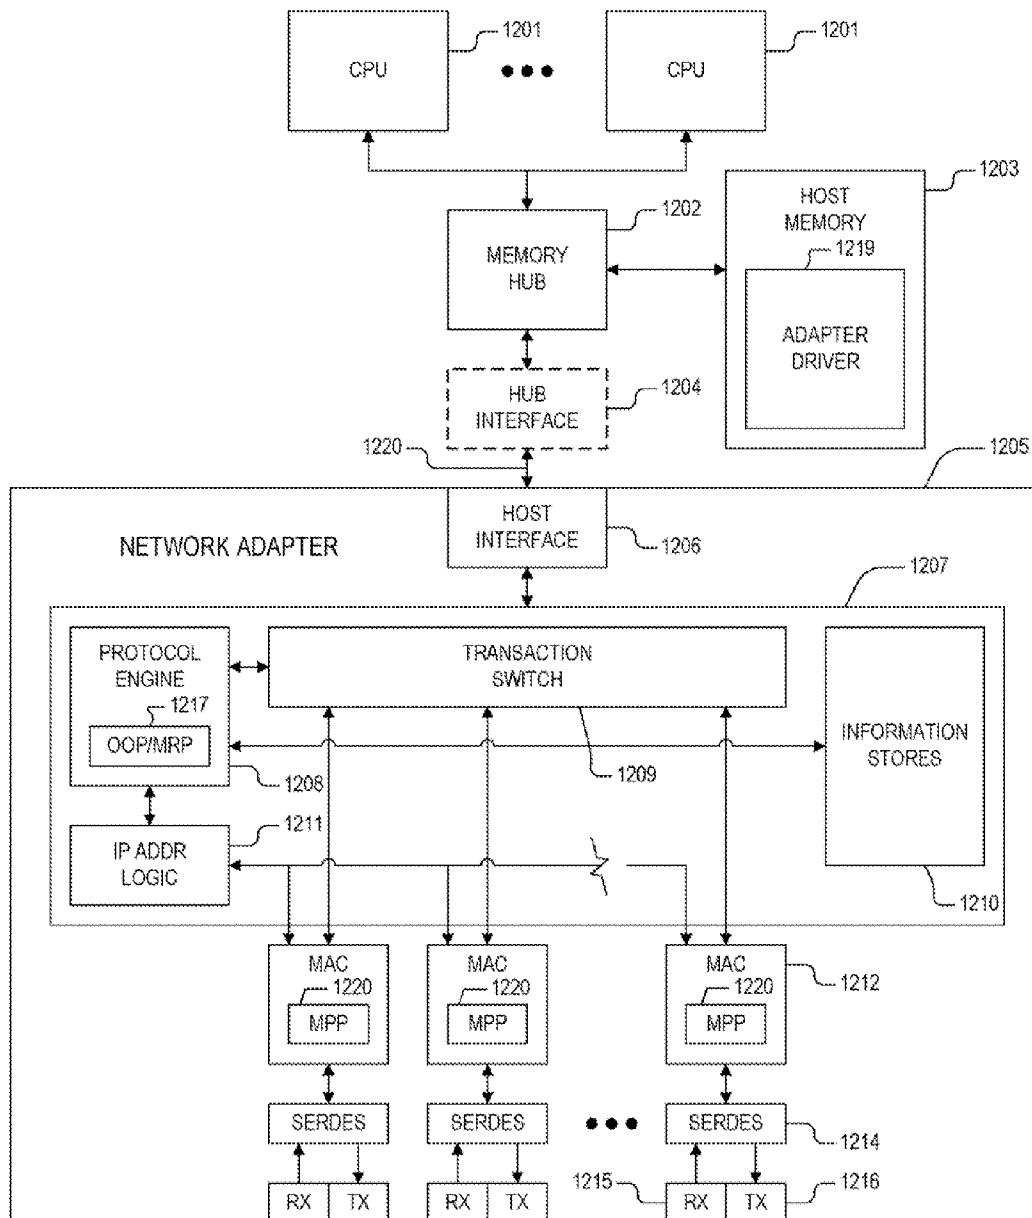 1201
1201
CPU
CPU
1203
HOST
MEMORY
1202
1219
MEMORY
HUB
ADAPTER
DRIVER
HUB
INTERFACE
1204
1220
1205
HOST
INTERFACE
1206
NETWORK ADAPTER
1207
PROTOCOL
ENGINE
TRANSACTION
SWITCH
1217
OOP/MRP
INFORMATION
STORES
1208
1209
1211
IP ADDR
LOGIC
1210
MAC
MAC
MAC
1212
1220
1220
1220
MPP
MPP
MPP
SERDES
SERDES
SERDES
1214
1215
1216
RX
TX
RX
TX
RX
TX